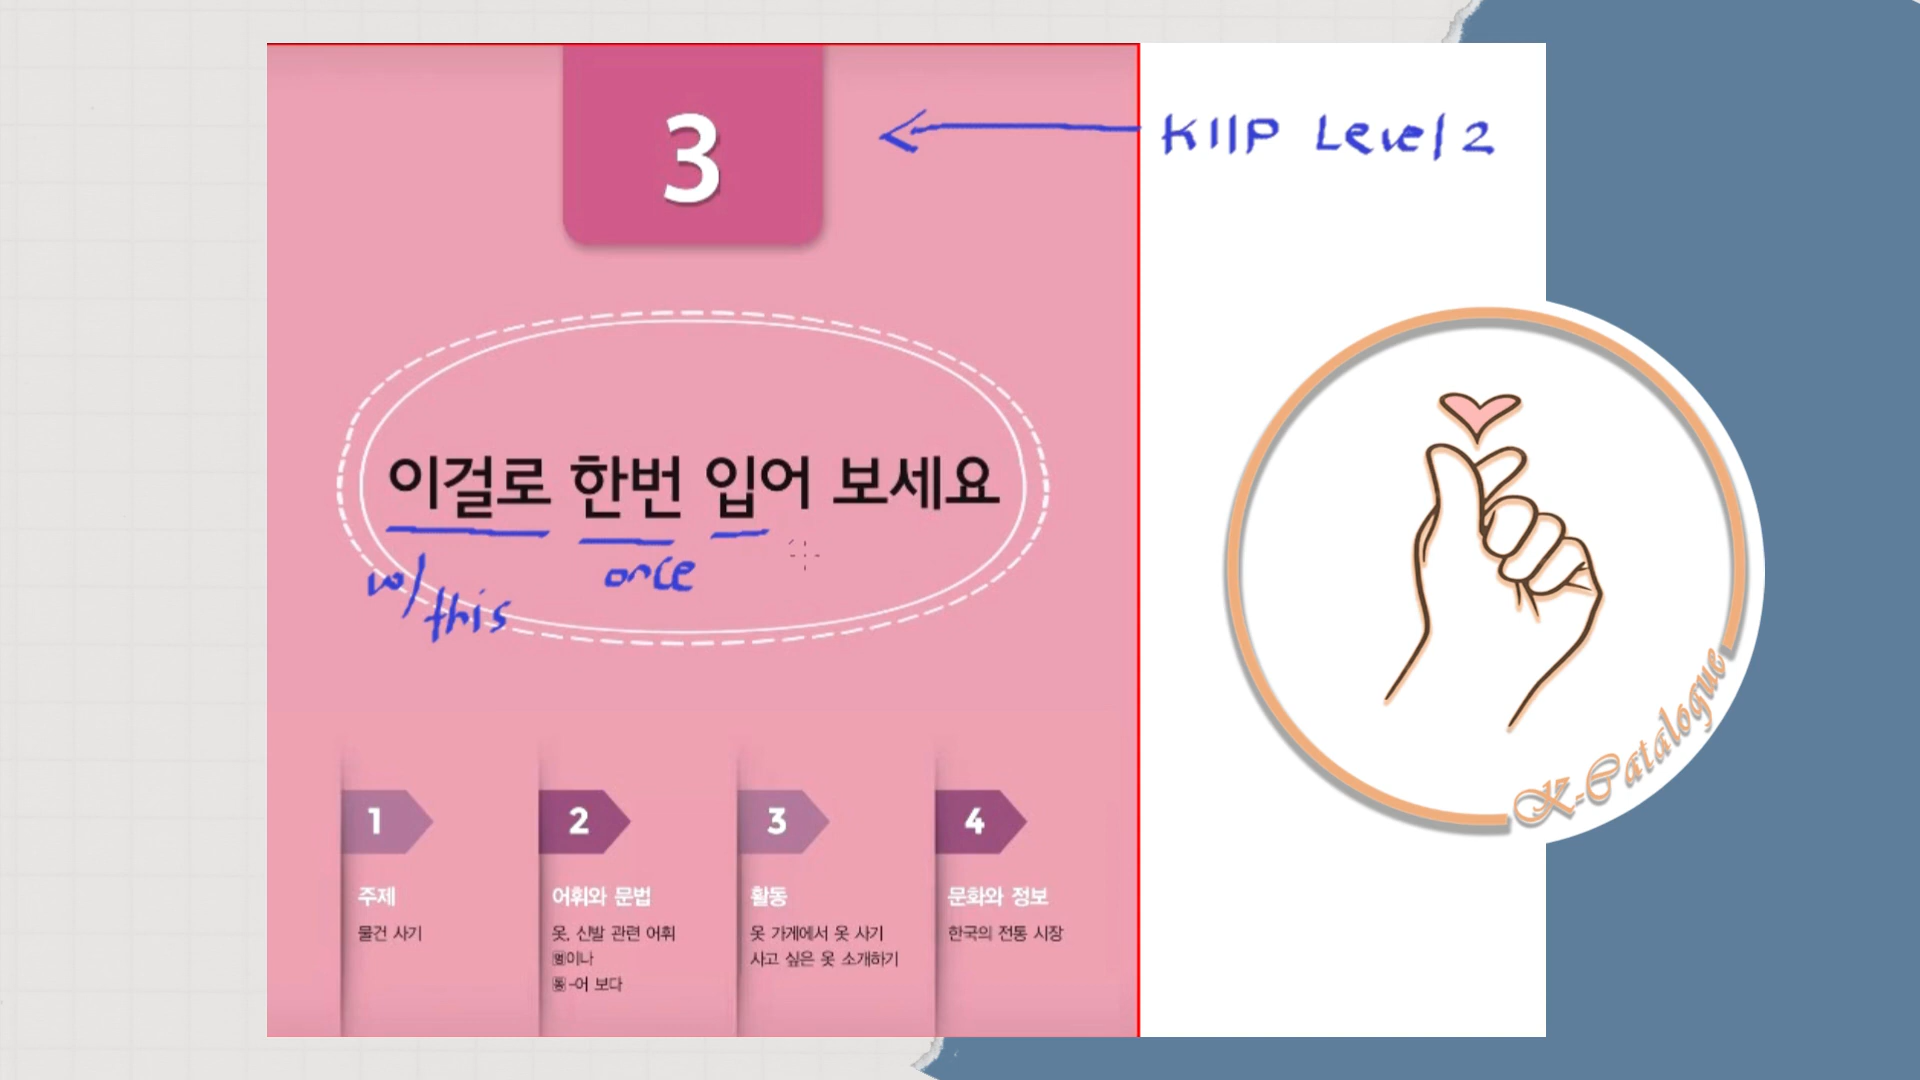 3
KIIP Level 2
이걸로 한번 입어 보세요
w/this
once
1
주제
물건 사기
2
어휘와 문법
옷, 신발 관련 어휘
명이나
동-어 보다
3
활동
옷 가게에서 옷 사기
사고 싶은 옷 소개하기
4
문화와 정보
한국의 전통 시장
K-Catalogue